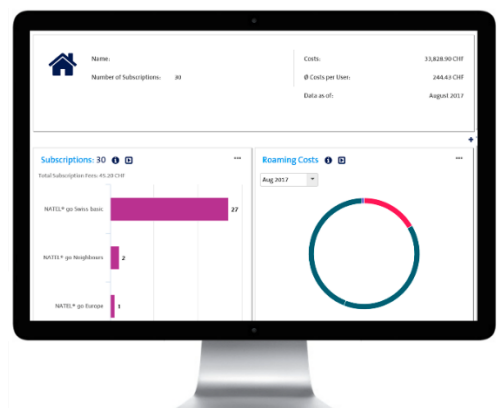 Name:
Number of Subscriptions: 30
Costs: 33,828.90 CHF
Ø Costs per User: 244.43 CHF
Data as of: August 2017
Subscriptions: 30
Total Subscription Fees: 85.20 CHF
NATEL® go Swiss basic 27
NATEL® go Neighbours 2
NATEL® go Europe 1
Roaming Costs
Aug 2017